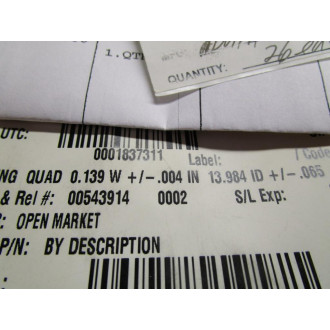 1.QT
QUANTITY:
UTC:
0001837311 Label:
NG QUAD 0.139 W +/-.004 IN 13.984 ID +/-.065
& Rel #: 00543914 0002 S/L Exp:
: OPEN MARKET
P/N: BY DESCRIPTION